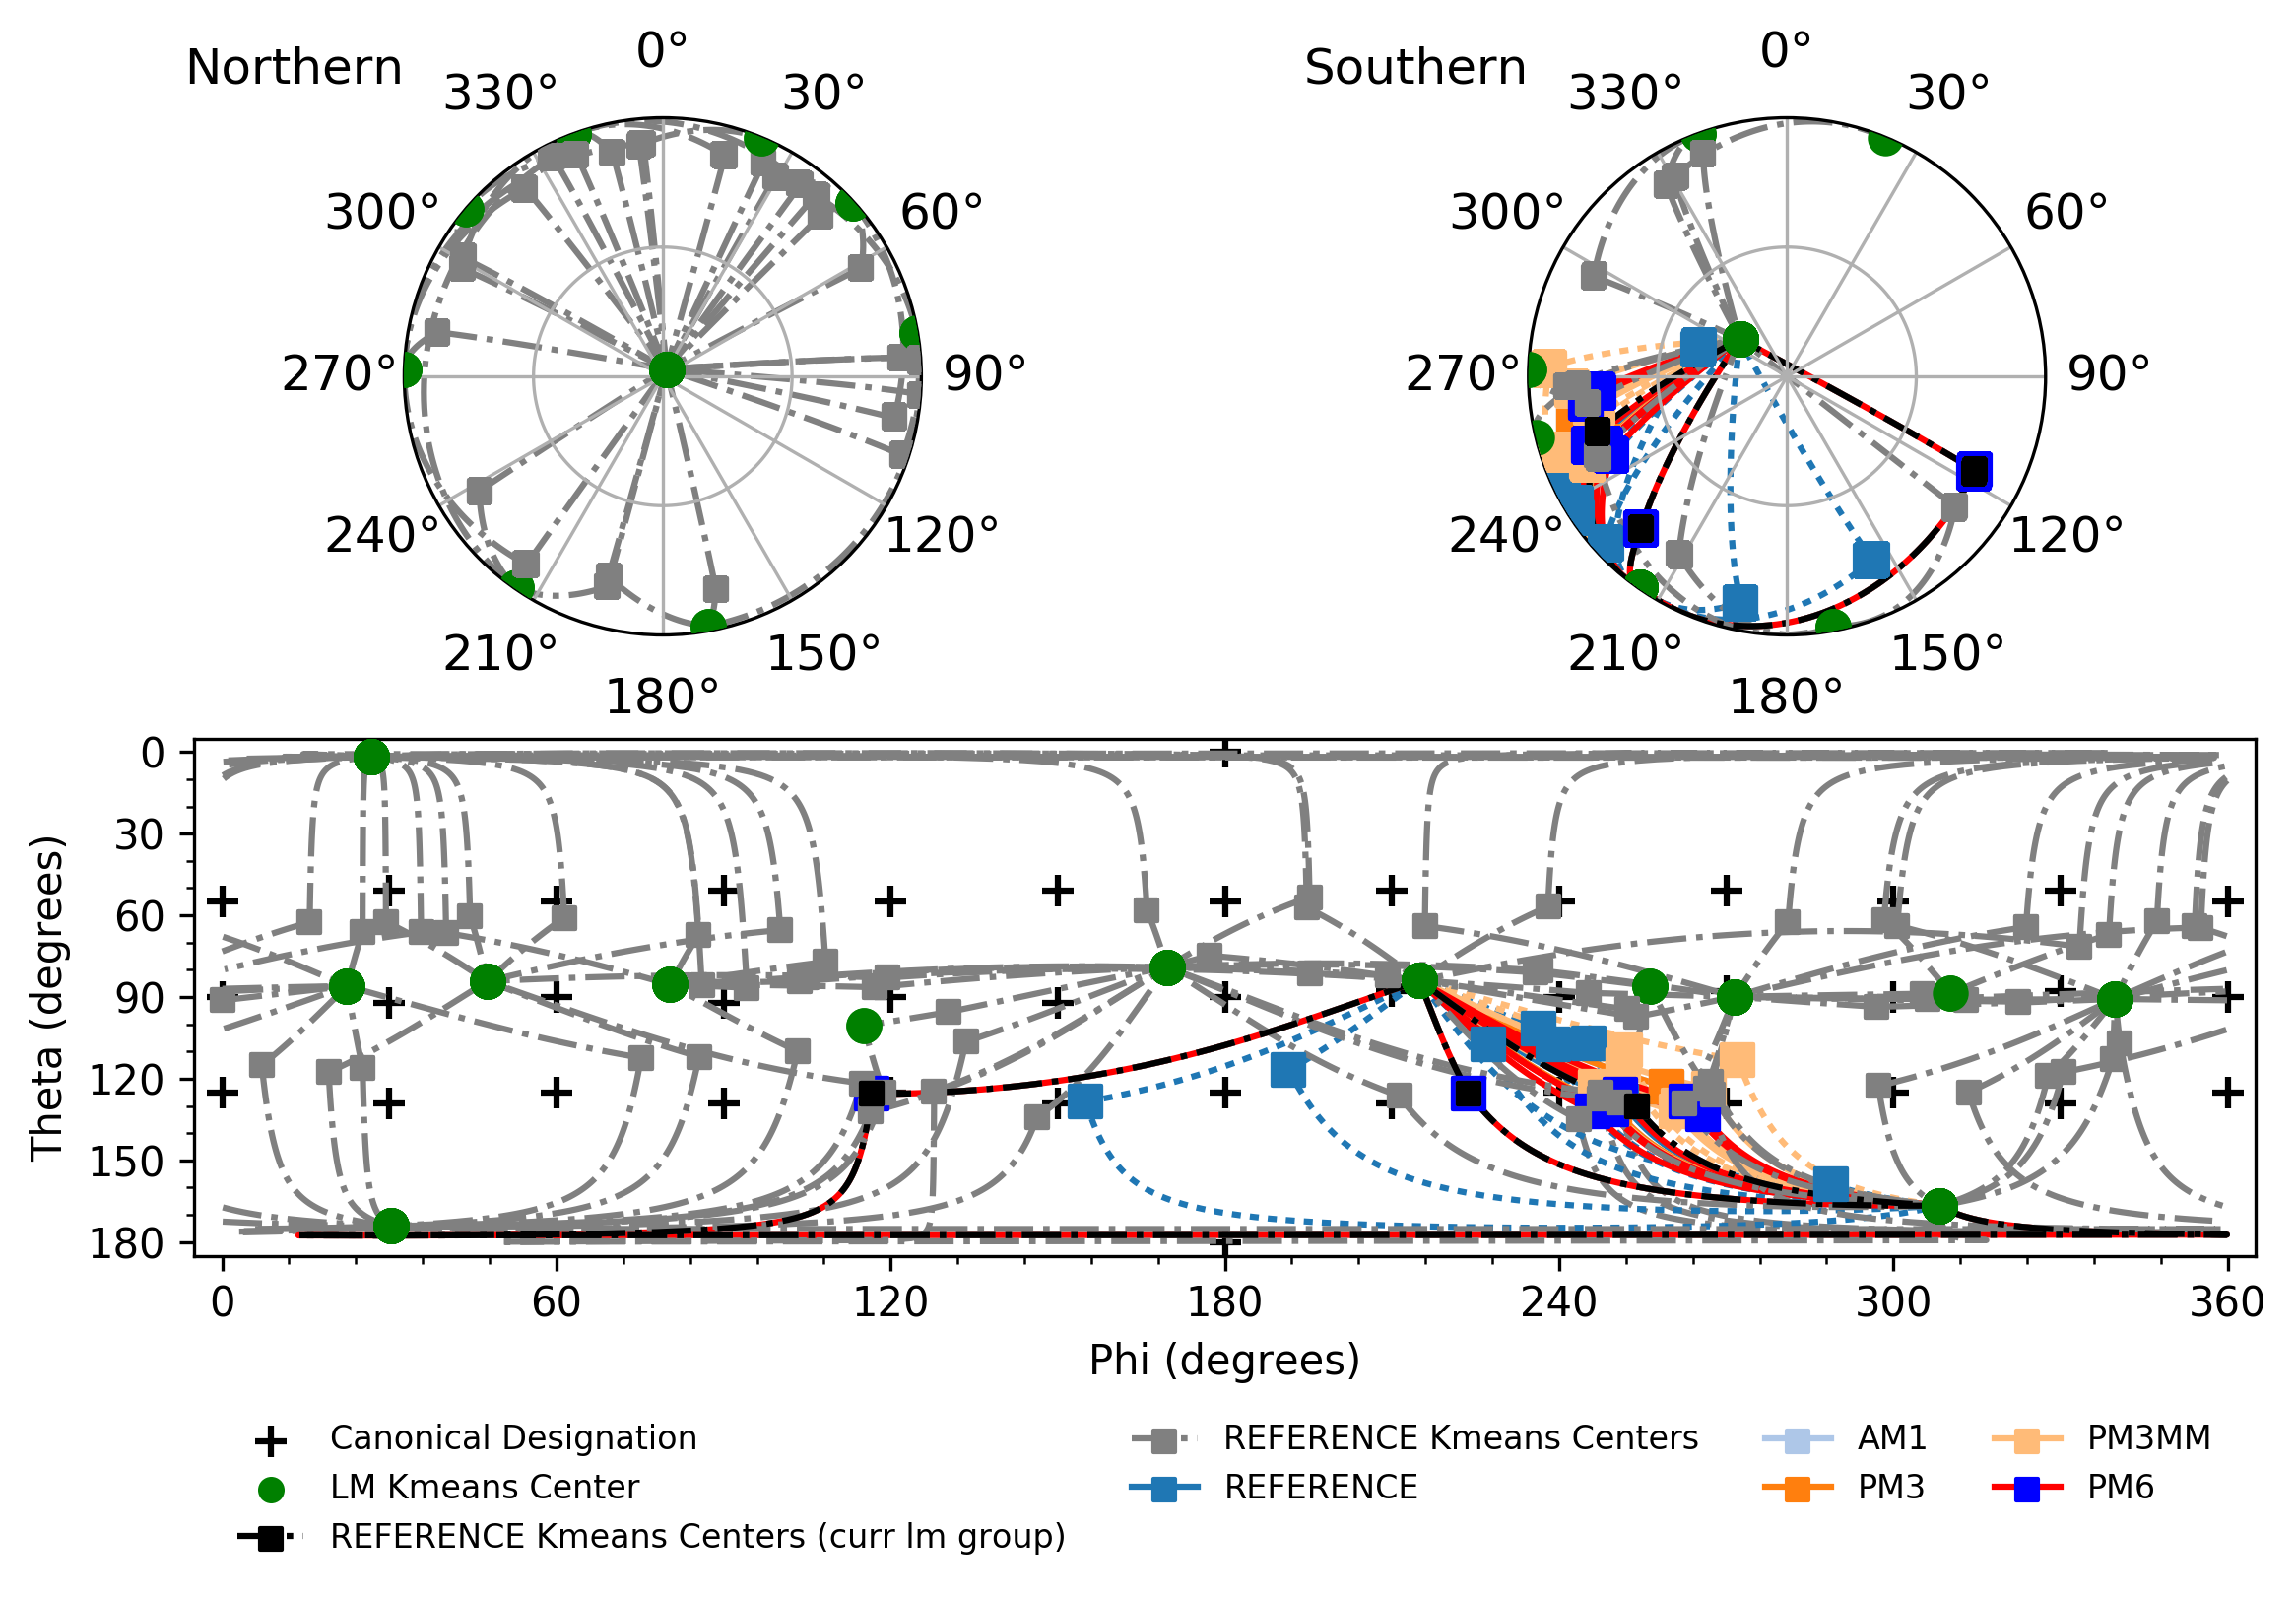 Northern
0°
330°
30°
300°
60°
270°
90°
240°
120°
210°
150°
180°
Southern
0°
330°
30°
300°
60°
270°
90°
240°
120°
210°
150°
180°
Theta (degrees)
0
30
60
90
120
150
180
0 60 120 180 240 300 360
Phi (degrees)
Canonical Designation
LM Kmeans Center
REFERENCE Kmeans Centers (curr lm group)
REFERENCE Kmeans Centers
REFERENCE
AM1
PM3
PM3MM
PM6